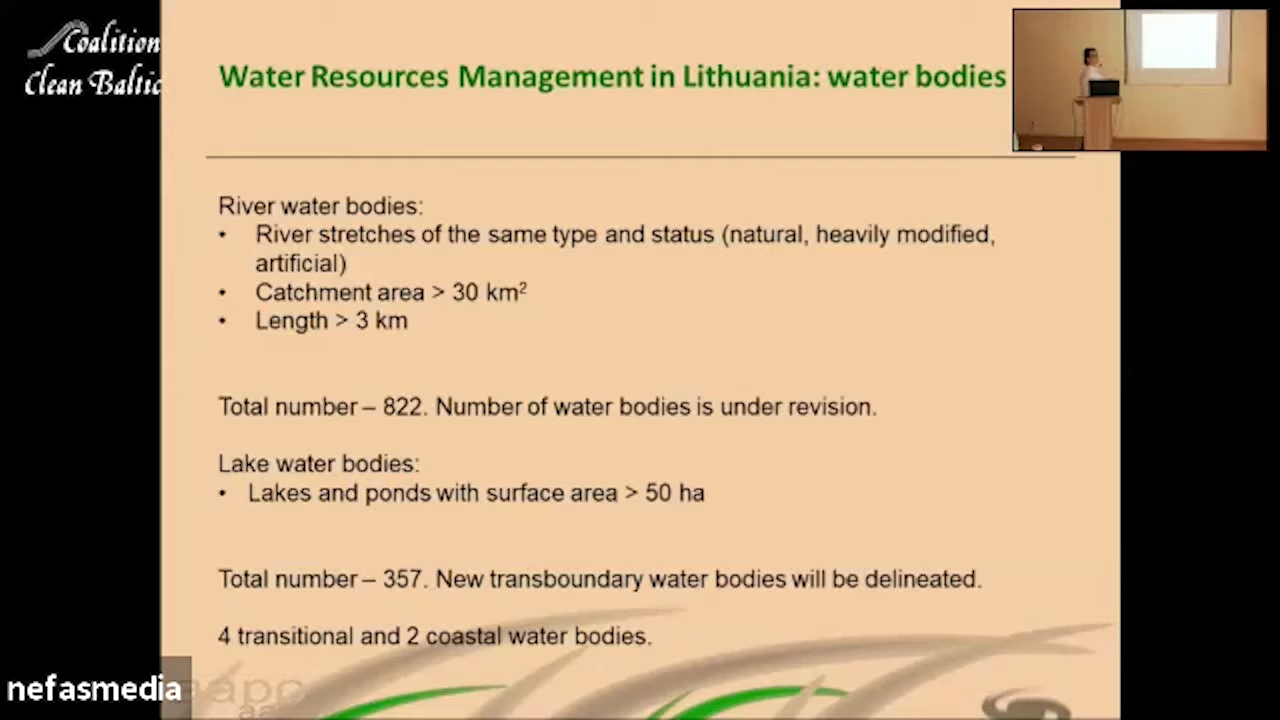 Coalition
Clean Baltic
Water Resources Management in Lithuania: water bodies
River water bodies:
• River stretches of the same type and status (natural, heavily modified,
artificial)
• Catchment area > 30 km²
• Length > 3 km
Total number – 822. Number of water bodies is under revision.
Lake water bodies:
• Lakes and ponds with surface area > 50 ha
Total number – 357. New transboundary water bodies will be delineated.
4 transitional and 2 coastal water bodies.
nefasmedia